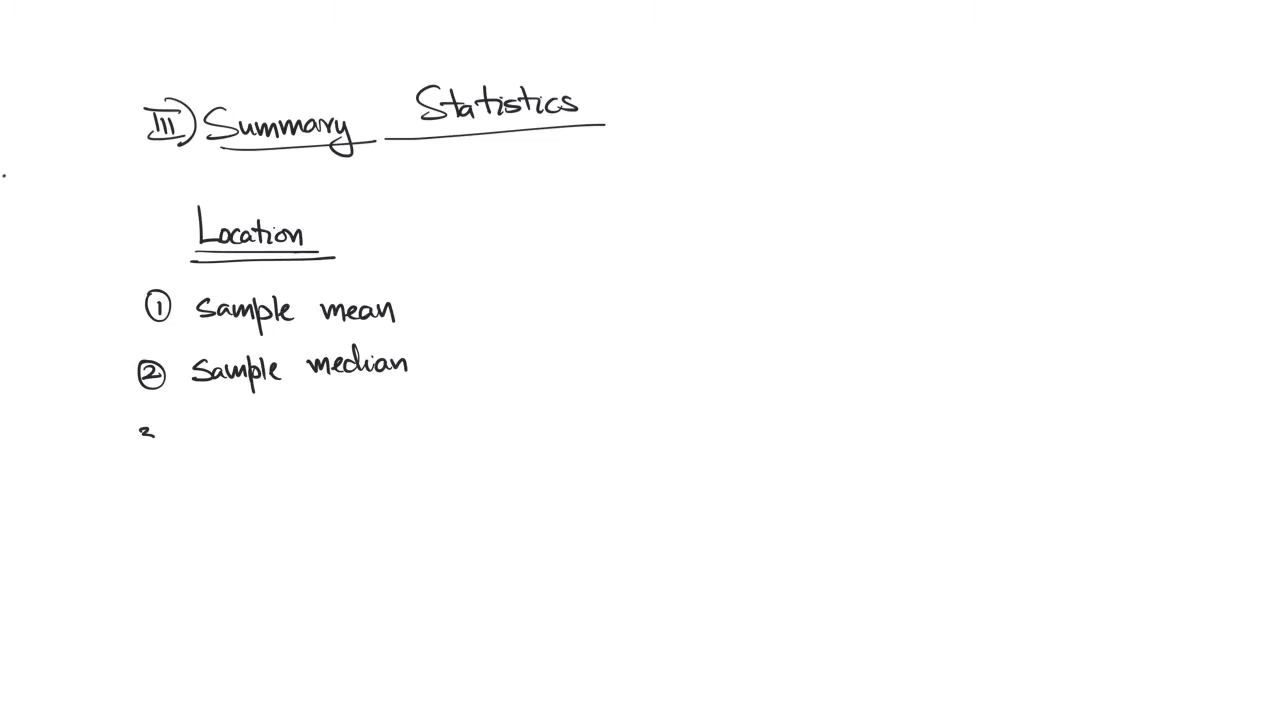 III) Summary Statistics
Location
① Sample mean
② Sample median